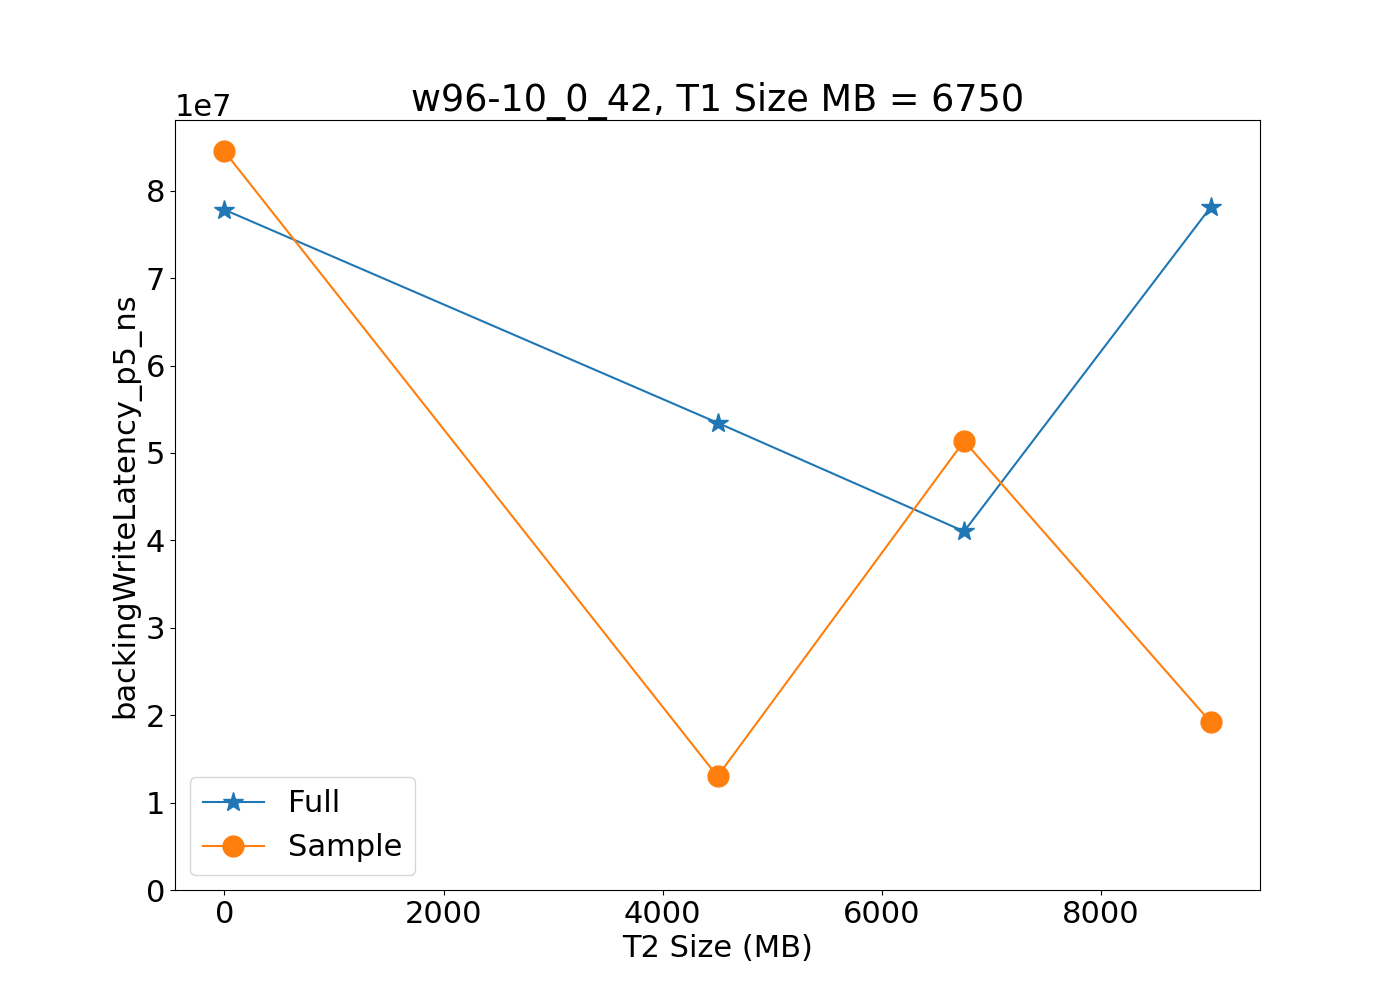 w96-10_0_42, T1 Size MB = 6750
1e7
8
7
6
5
4
3
2
1
0
backingWriteLatency_p5_ns
Full
Sample
0 2000 4000 6000 8000
T2 Size (MB)